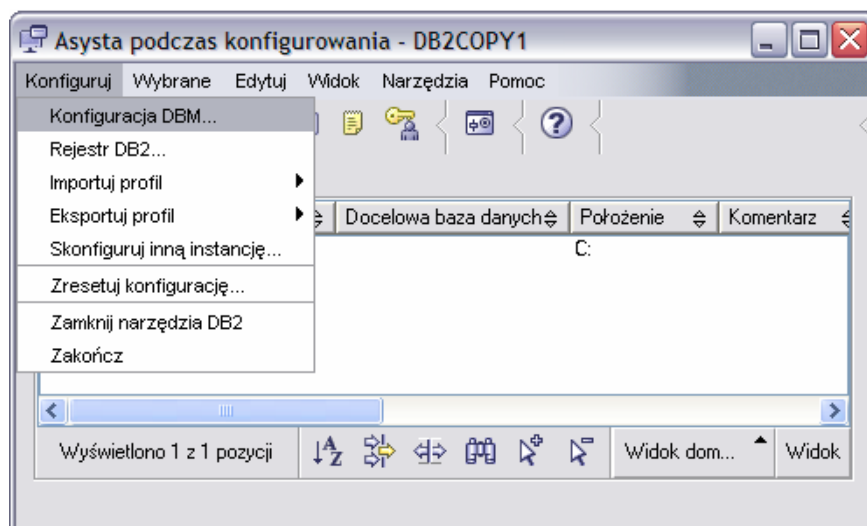 Asysta podczas konfigurowania - DB2COPY1
Konfiguruj Wybrane Edytuj Widok Narzędzia Pomoc
Konfiguracja DBM...
Rejestr DB2...
Importuj profil
Eksportuj profil
Skonfiguruj inną instancję...
Zresetuj konfigurację...
Zamknij narzędzia DB2
Zakończ
Docelowa baza danych Położenie Komentarz
C:
Wyświetlono 1 z 1 pozycji Widok dom... Widok